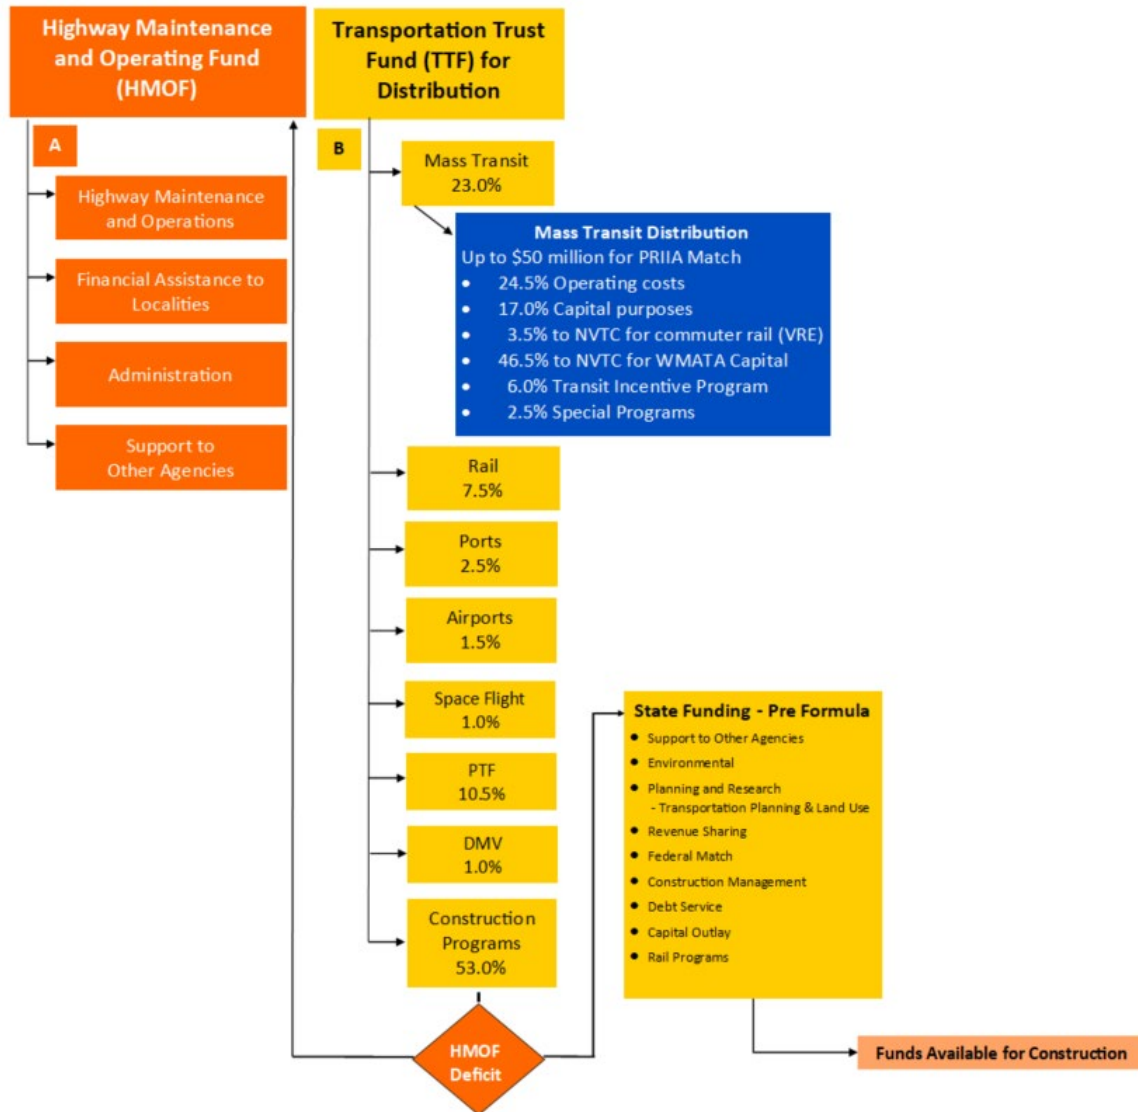 Highway Maintenance
and Operating Fund
(HMOF)
A
Highway Maintenance
and Operations
Financial Assistance to
Localities
Administration
Support to
Other Agencies
Transportation Trust
Fund (TTF) for
Distribution
B
Mass Transit
23.0%
Mass Transit Distribution
Up to $50 million for PRIIA Match
• 24.5% Operating costs
• 17.0% Capital purposes
• 3.5% to NVTC for commuter rail (VRE)
• 46.5% to NVTC for WMATA Capital
• 6.0% Transit Incentive Program
• 2.5% Special Programs
Rail
7.5%
Ports
2.5%
Airports
1.5%
Space Flight
1.0%
PTF
10.5%
DMV
1.0%
Construction
Programs
53.0%
HMOF
Deficit
State Funding - Pre Formula
• Support to Other Agencies
• Environmental
• Planning and Research
- Transportation Planning & Land Use
• Revenue Sharing
• Federal Match
• Construction Management
• Debt Service
• Capital Outlay
• Rail Programs
Funds Available for Construction